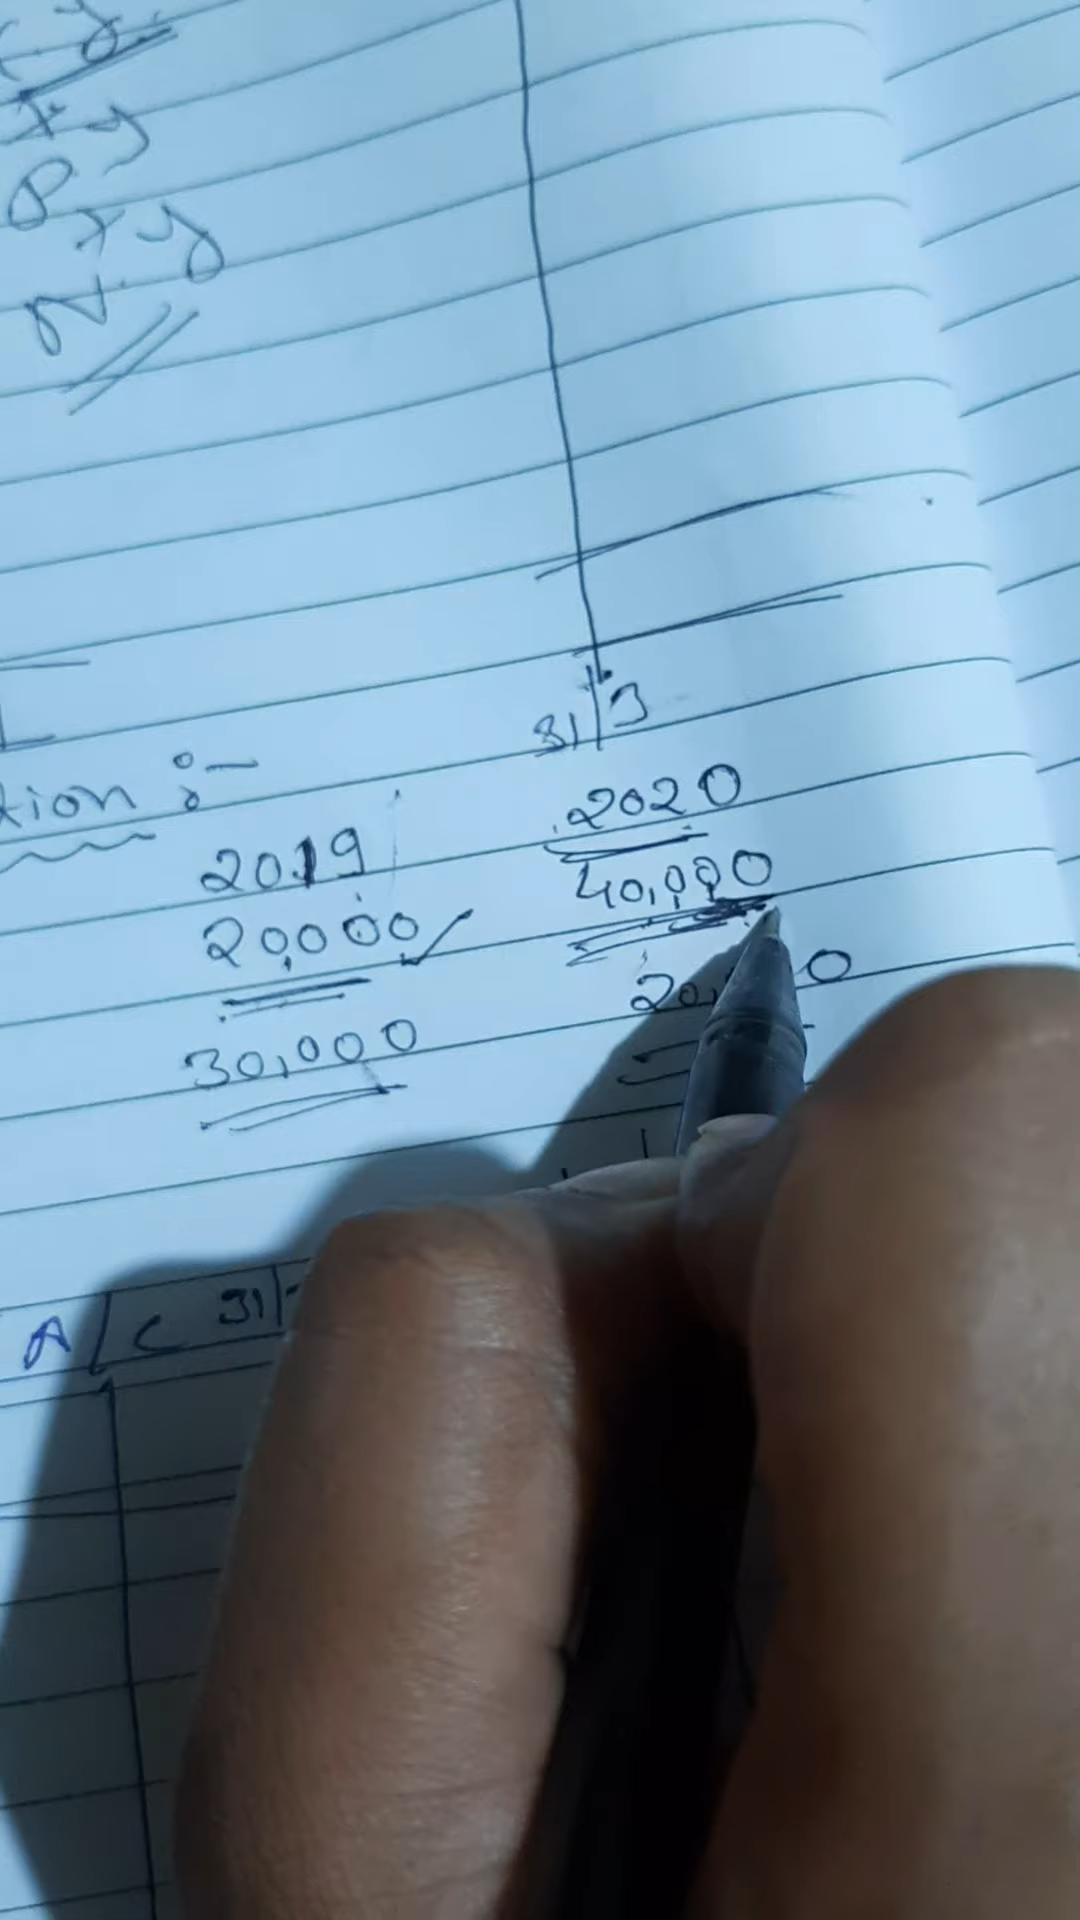 x y
x y
B
x y
N.
31/3
tion :-
2019
2020
20,000
40,000
30,000
A/C 31/